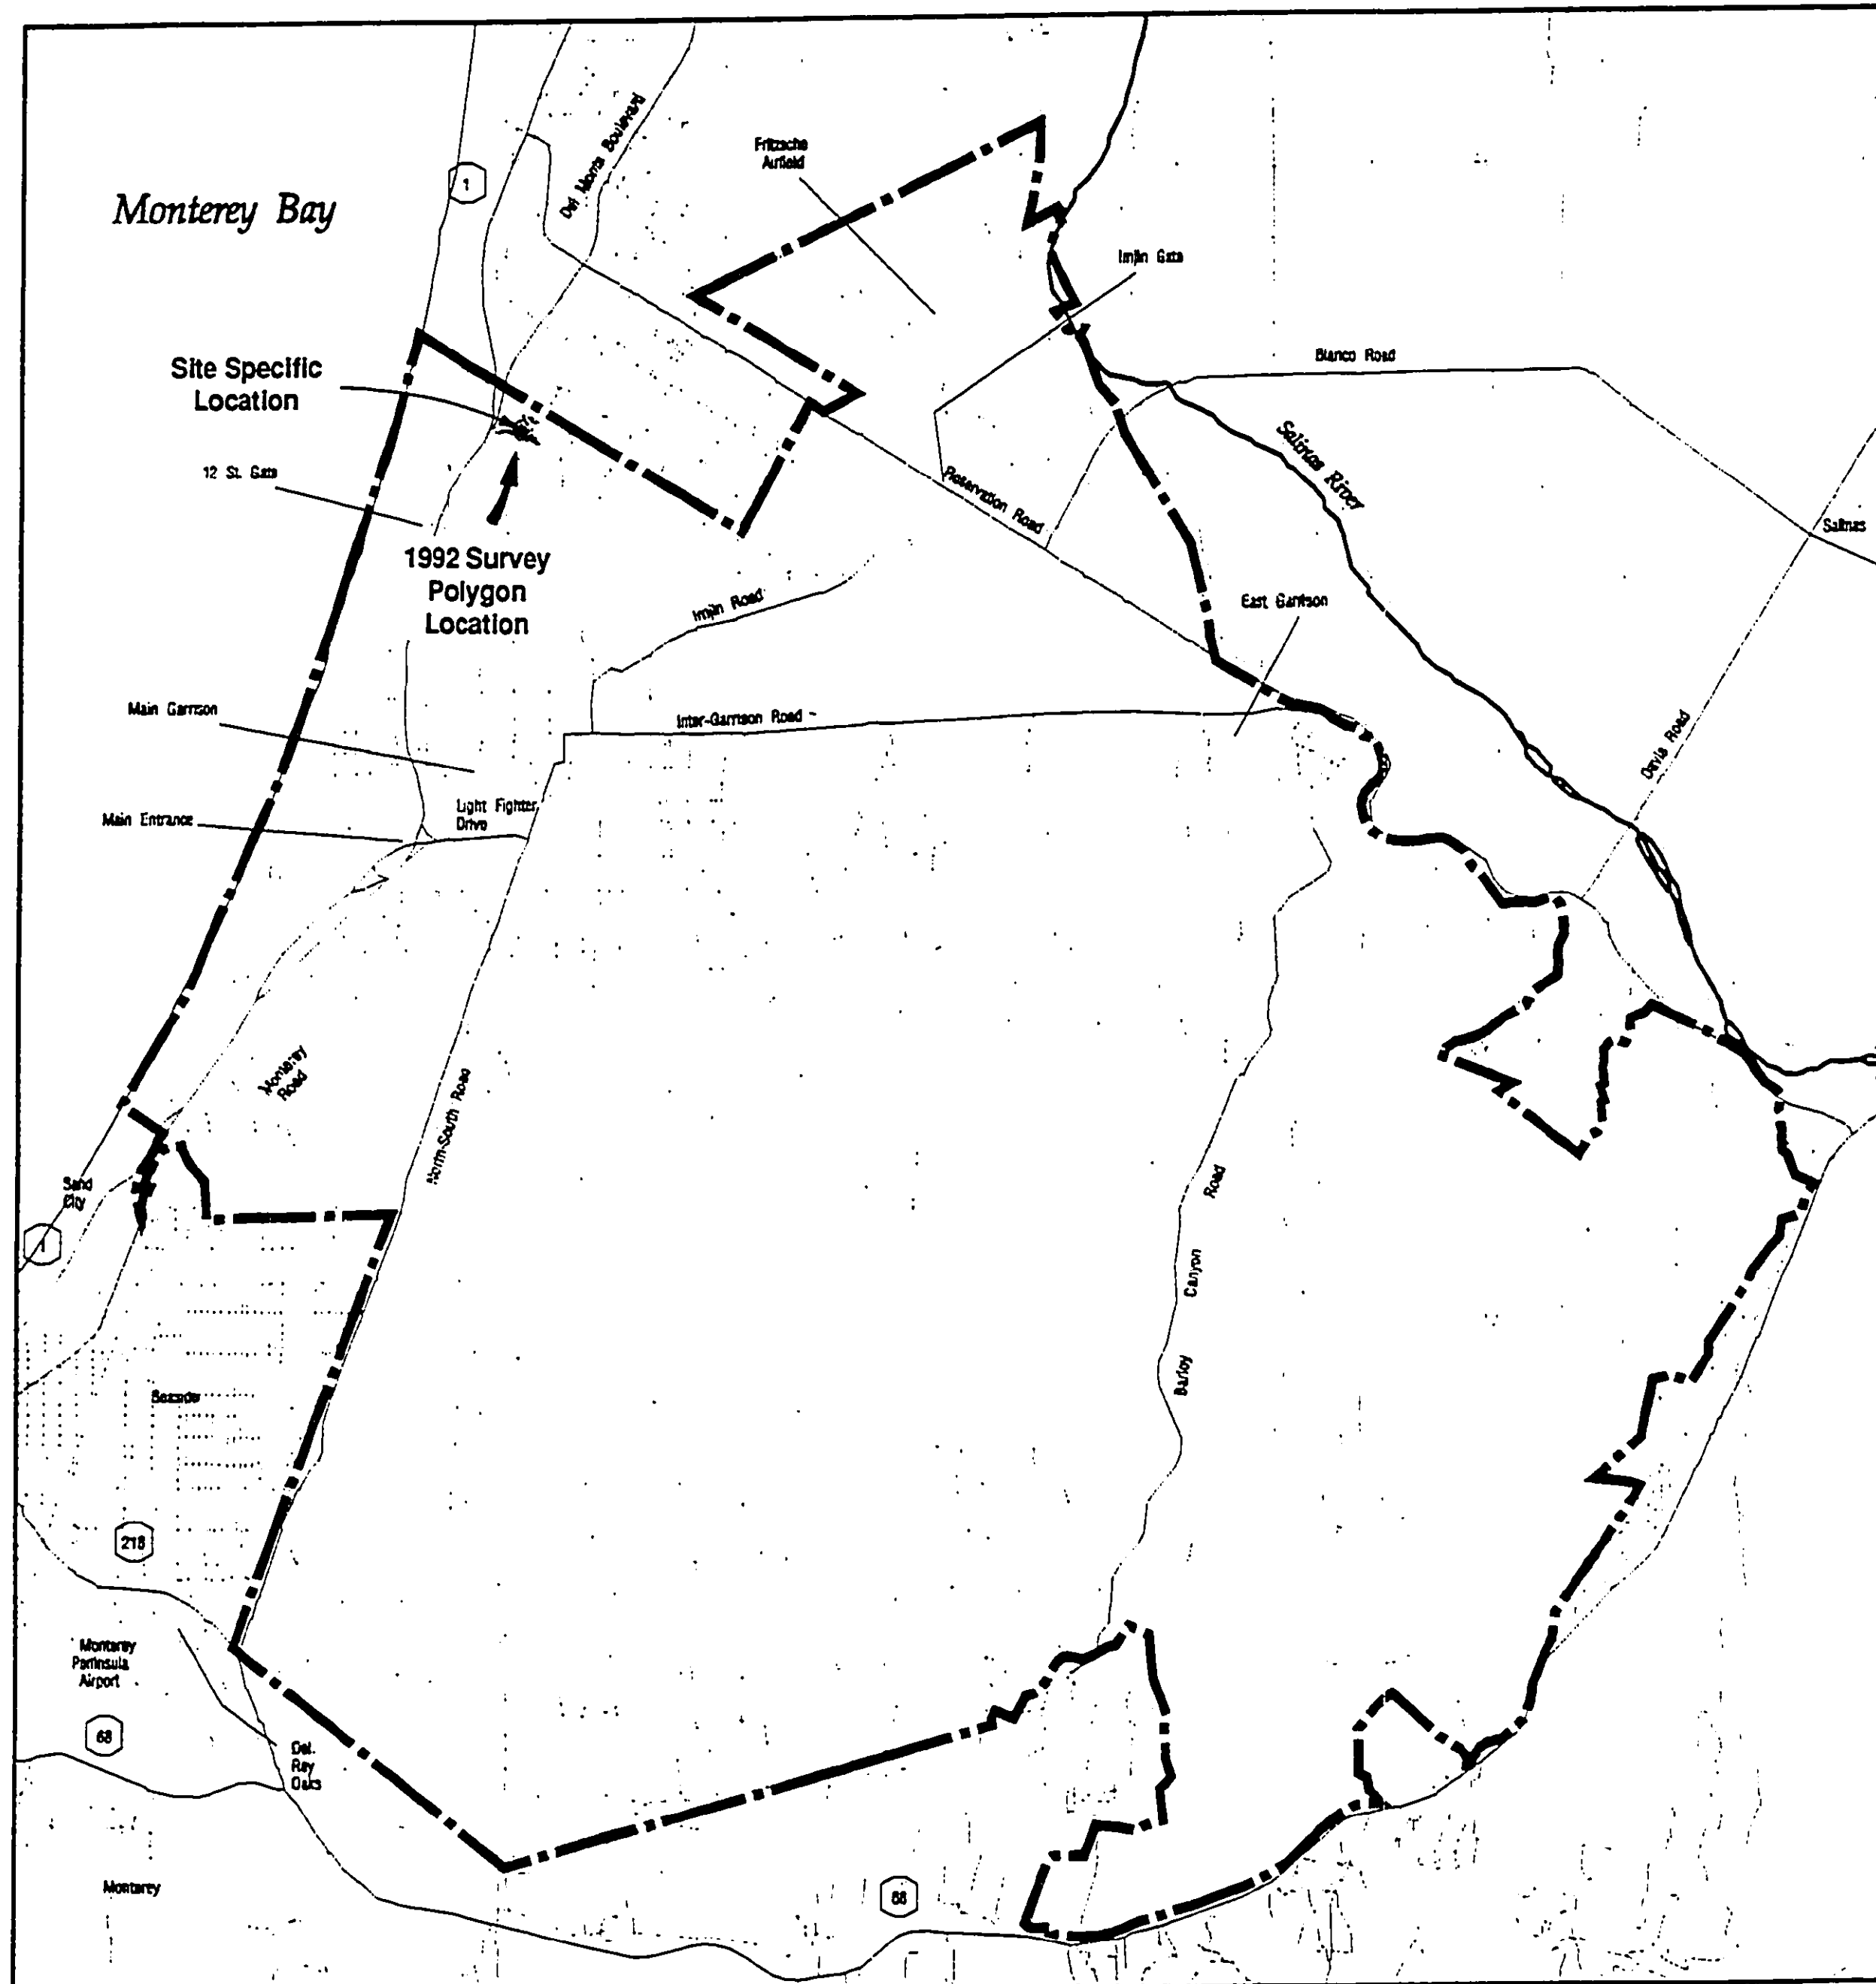 Monterey Bay
1
Del Monte Boulevard
Fritzsche
Airfield
Imjin Gate
Blanco Road
Site Specific
Location
12 St. Gate
Salinas River
Reservation Road
Salinas
1992 Survey
Polygon
Location
Imjin Road
East Garrison
Main Garrison
Inter-Garrison Road
Davis Road
Light Fighter
Drive
Main Entrance
Monterey
Road
North-South Road
Sand
City
1
Barloy Canyon Road
Seaside
218
Monterey
Peninsula
Airport
68
Del
Rey
Oaks
Monterey
68